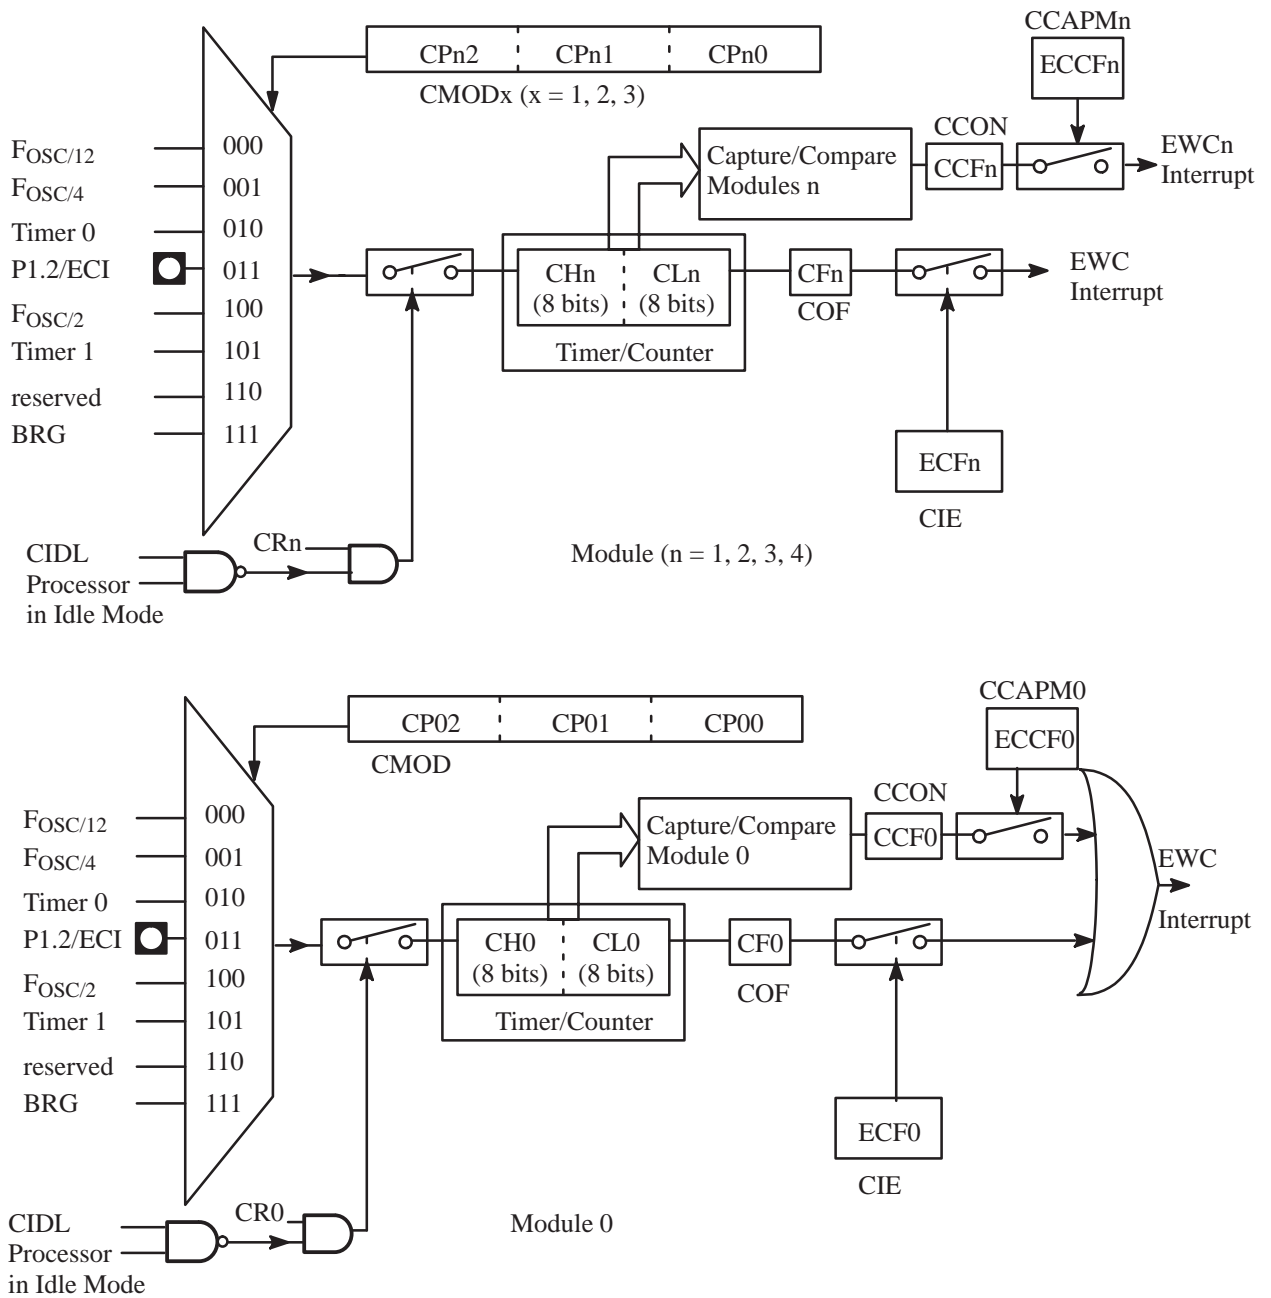 CCAPMn
ECCFn
CPn2 CPn1 CPn0
CMODx (x = 1, 2, 3)
CCON
CCFn
Capture/Compare
Modules n
EWCn
Interrupt
FOSC/12 000
FOSC/4 001
Timer 0 010
P1.2/ECI 011
FOSC/2 100
Timer 1 101
reserved 110
BRG 111
CHn CLn
(8 bits) (8 bits)
Timer/Counter
CFn
COF
EWC
Interrupt
ECFn
CIE
CRn
CIDL
Processor
in Idle Mode
Module (n = 1, 2, 3, 4)
CCAPM0
ECCF0
CP02 CP01 CP00
CMOD
CCON
CCF0
Capture/Compare
Module 0
EWC
Interrupt
FOSC/12 000
FOSC/4 001
Timer 0 010
P1.2/ECI 011
FOSC/2 100
Timer 1 101
reserved 110
BRG 111
CH0 CL0
(8 bits) (8 bits)
Timer/Counter
CF0
COF
ECF0
CIE
CR0
CIDL
Processor
in Idle Mode
Module 0